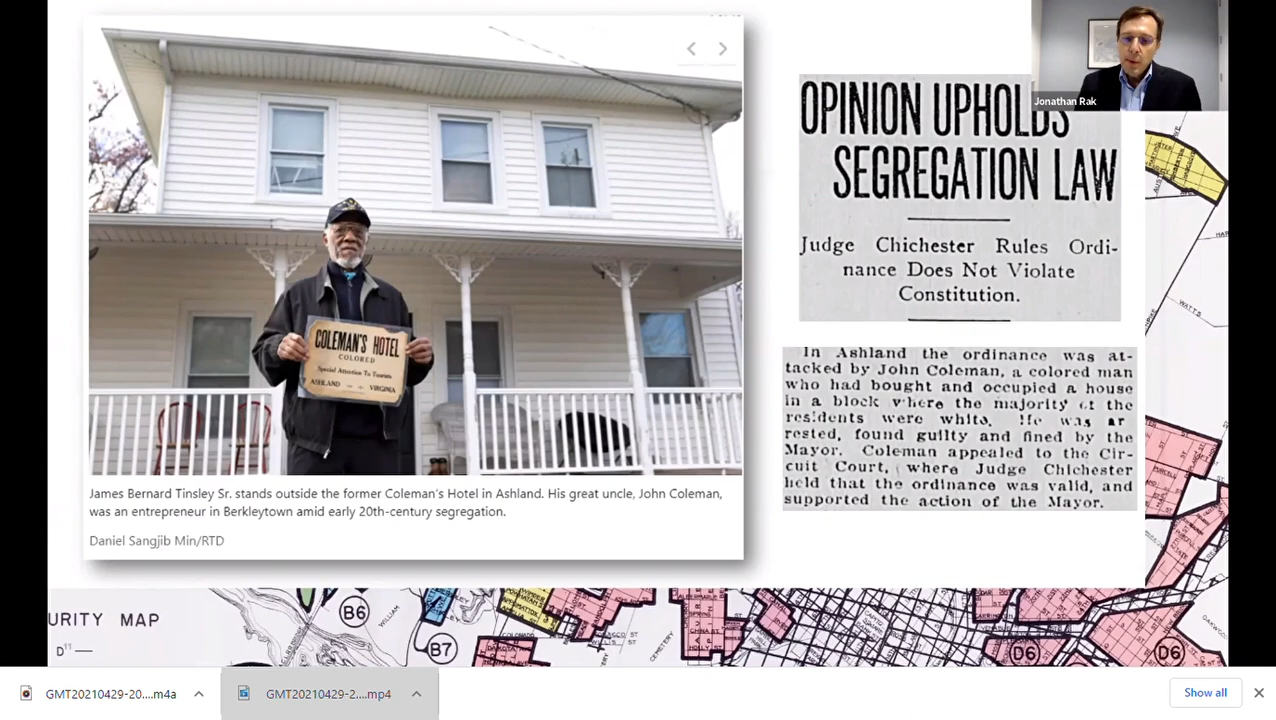 Jonathan Rak
OPINION UPHOLDS
SEGREGATION LAW
Judge Chichester Rules Ordi-
nance Does Not Violate
Constitution.
COLEMAN'S HOTEL
COLORED
Special Attention To Tourists
ASHLAND VIRGINIA
In Ashland the ordinance was at-
tacked by John Coleman, a colored man
who had bought and occupied a house
in a block where the majority of the
residents were white. He was ar
rested, found guilty and fined by the
Mayor. Coleman appealed to the Cir-
cuit Court, where Judge Chichester
held that the ordinance was valid, and
supported the action of the Mayor.
James Bernard Tinsley Sr. stands outside the former Coleman's Hotel in Ashland. His great uncle, John Coleman,
was an entrepreneur in Berkleytown amid early 20th-century segregation.
Daniel Sangjib Min/RTD
URITY MAP
B6
WILLIAM
B7
D6
D6
WATTS
CEMETERY
GMT20210429-20....m4a
GMT20210429-2....mp4
Show all